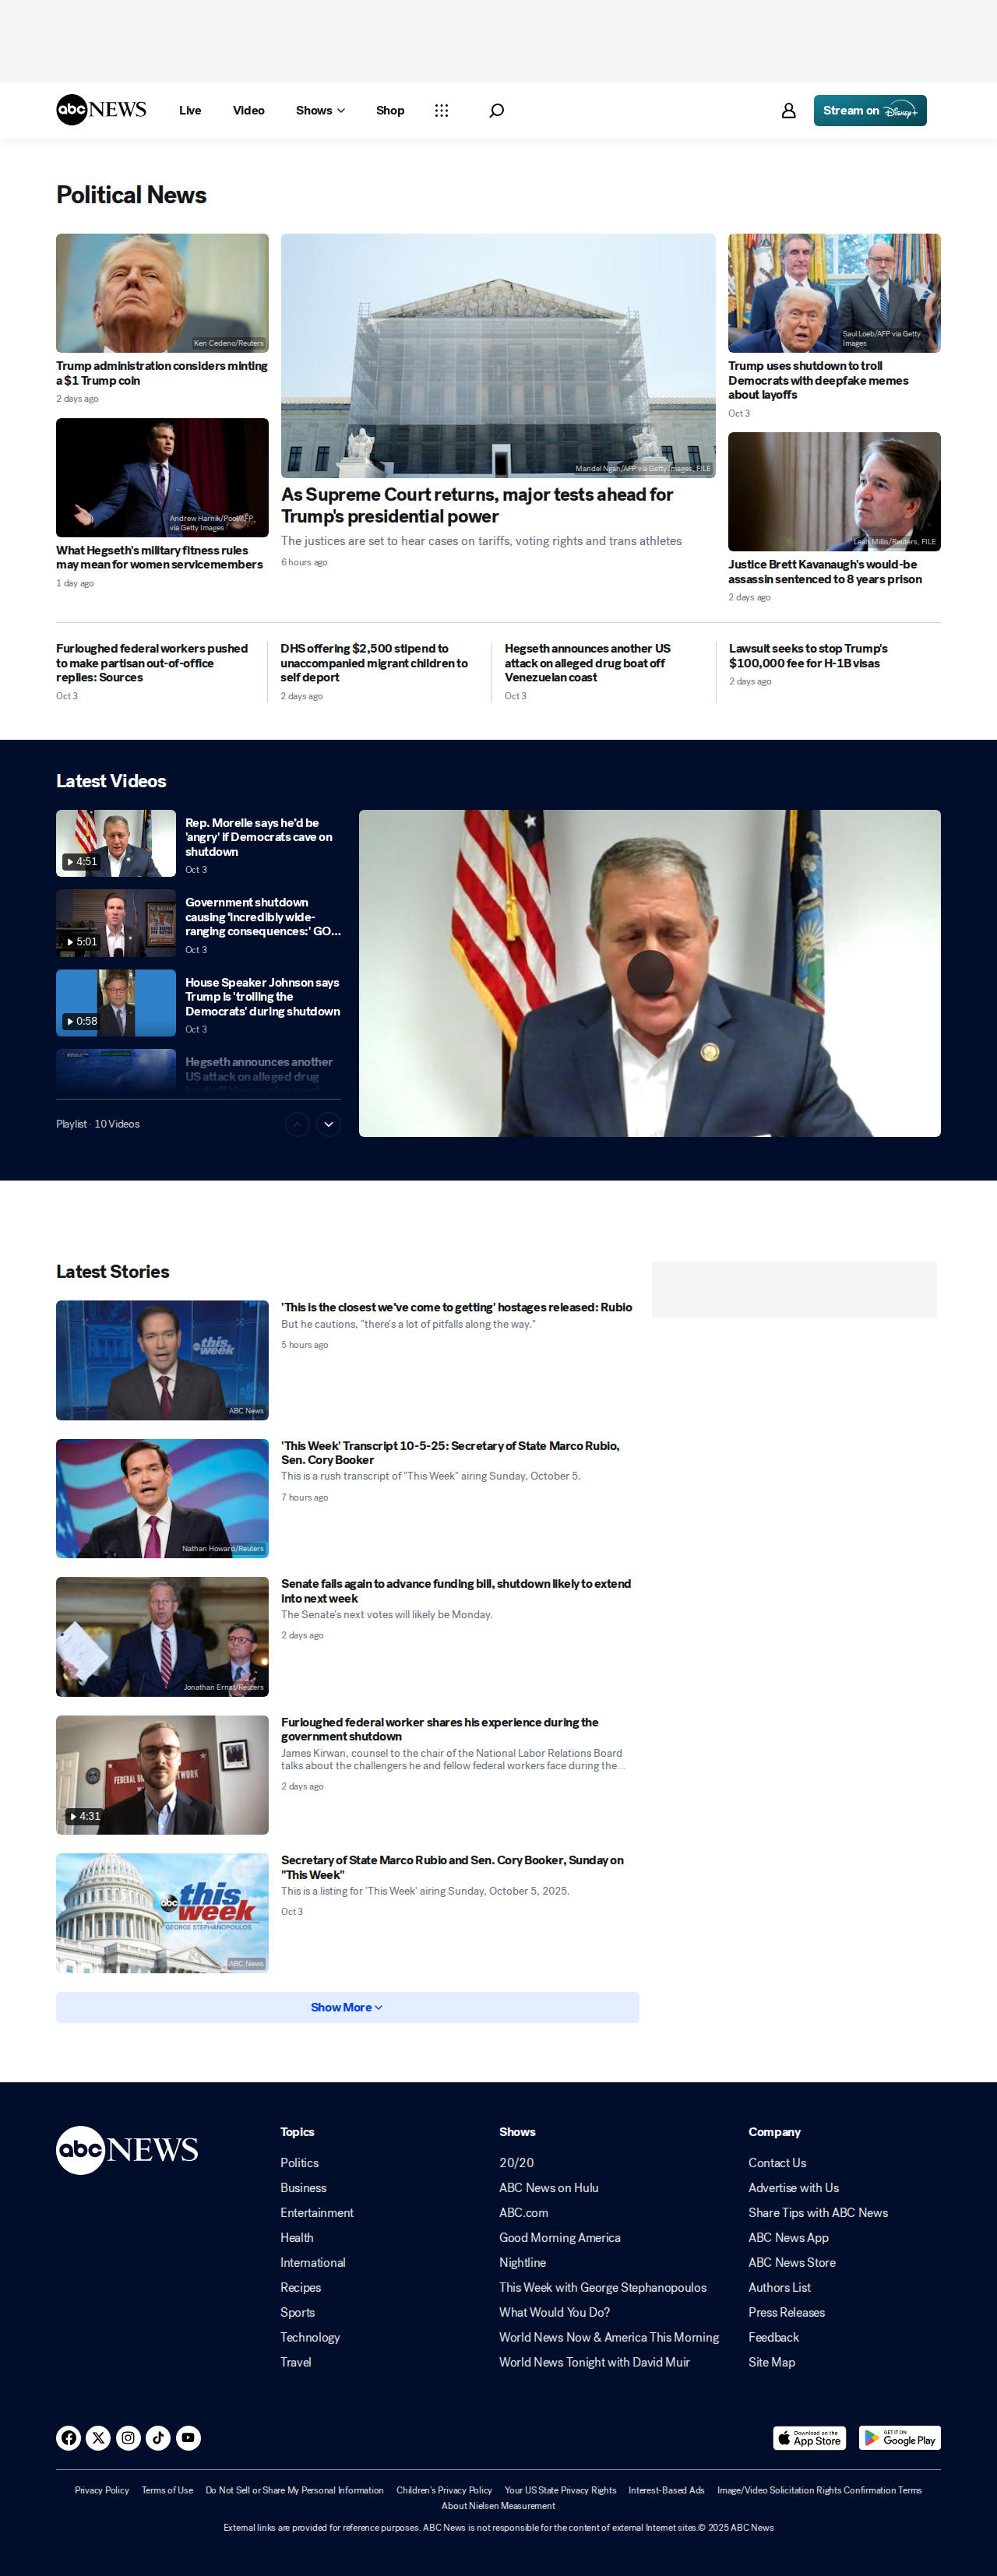 abc NEWS
Live
Video
Shows
Shop
Stream on Disney+
Political News
Ken Cedeno/Reuters
Trump administration considers minting
a $1 Trump coin
2 days ago
Andrew Harnik/Pool/AFP
via Getty Images
What Hegseth's military fitness rules
may mean for women servicemembers
1 day ago
Mandel Ngan/AFP via Getty Images, FILE
As Supreme Court returns, major tests ahead for
Trump's presidential power
The justices are set to hear cases on tariffs, voting rights and trans athletes
6 hours ago
Saul Loeb/AFP via Getty
Images
Trump uses shutdown to troll
Democrats with deepfake memes
about layoffs
Oct 3
Leah Millis/Reuters, FILE
Justice Brett Kavanaugh's would-be
assassin sentenced to 8 years prison
2 days ago
Furloughed federal workers pushed
to make partisan out-of-office
replies: Sources
Oct 3
DHS offering $2,500 stipend to
unaccompanied migrant children to
self deport
2 days ago
Hegseth announces another US
attack on alleged drug boat off
Venezuelan coast
Oct 3
Lawsuit seeks to stop Trump's
$100,000 fee for H-1B visas
2 days ago
Latest Videos
4:51
Rep. Morelle says he'd be
'angry' if Democrats cave on
shutdown
Oct 3
5:01
Government shutdown
causing 'incredibly wide-
ranging consequences:' GO...
Oct 3
0:58
House Speaker Johnson says
Trump is 'trolling the
Democrats' during shutdown
Oct 3
Hegseth announces another
US attack on alleged drug
Playlist · 10 Videos
Latest Stories
this
week
ABC News
'This is the closest we've come to getting' hostages released: Rubio
But he cautions, "there's a lot of pitfalls along the way."
5 hours ago
Nathan Howard/Reuters
'This Week' Transcript 10-5-25: Secretary of State Marco Rubio,
Sen. Cory Booker
This is a rush transcript of "This Week" airing Sunday, October 5.
7 hours ago
Jonathan Ernst/Reuters
Senate fails again to advance funding bill, shutdown likely to extend
into next week
The Senate's next votes will likely be Monday.
2 days ago
4:31
Furloughed federal worker shares his experience during the
government shutdown
James Kirwan, counsel to the chair of the National Labor Relations Board
talks about the challenges he and fellow federal workers face during the...
2 days ago
abc this
week
GEORGE STEPHANOPOULOS
ABC News
Secretary of State Marco Rubio and Sen. Cory Booker, Sunday on
"This Week"
This is a listing for 'This Week' airing Sunday, October 5, 2025.
Oct 3
Show More
abc NEWS
Topics
Politics
Business
Entertainment
Health
International
Recipes
Sports
Technology
Travel
Shows
20/20
ABC News on Hulu
ABC.com
Good Morning America
Nightline
This Week with George Stephanopoulos
What Would You Do?
World News Now & America This Morning
World News Tonight with David Muir
Company
Contact Us
Advertise with Us
Share Tips with ABC News
ABC News App
ABC News Store
Authors List
Press Releases
Feedback
Site Map
Download on the
App Store
GET IT ON
Google Play
Privacy Policy
Terms of Use
Do Not Sell or Share My Personal Information
Children's Privacy Policy
Your US State Privacy Rights
Interest-Based Ads
Image/Video Solicitation Rights Confirmation Terms
About Nielsen Measurement
External links are provided for reference purposes. ABC News is not responsible for the content of external Internet sites.© 2025 ABC News